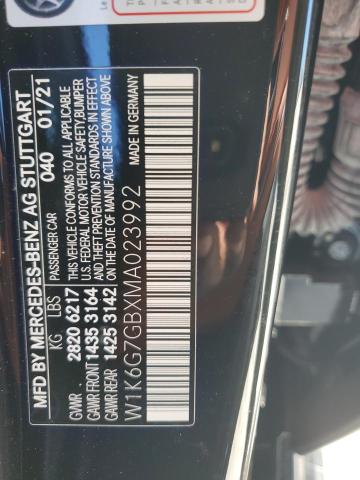 MFD BY MERCEDES-BENZ AG STUTTGART
PASSENGER CAR 040 01/21
KG LBS
GVWR 2820 6217
GAWR FRONT 1435 3164
GAWR REAR 1425 3142
THIS VEHICLE CONFORMS TO ALL APPLICABLE
FEDERAL MOTOR VEHICLE SAFETY,BUMPER
AND THEFT PREVENTION STANDARDS IN EFFECT
ON THE DATE OF MANUFACTURE SHOWN ABOVE
MADE IN GERMANY
W1K6G7GBXMA023992